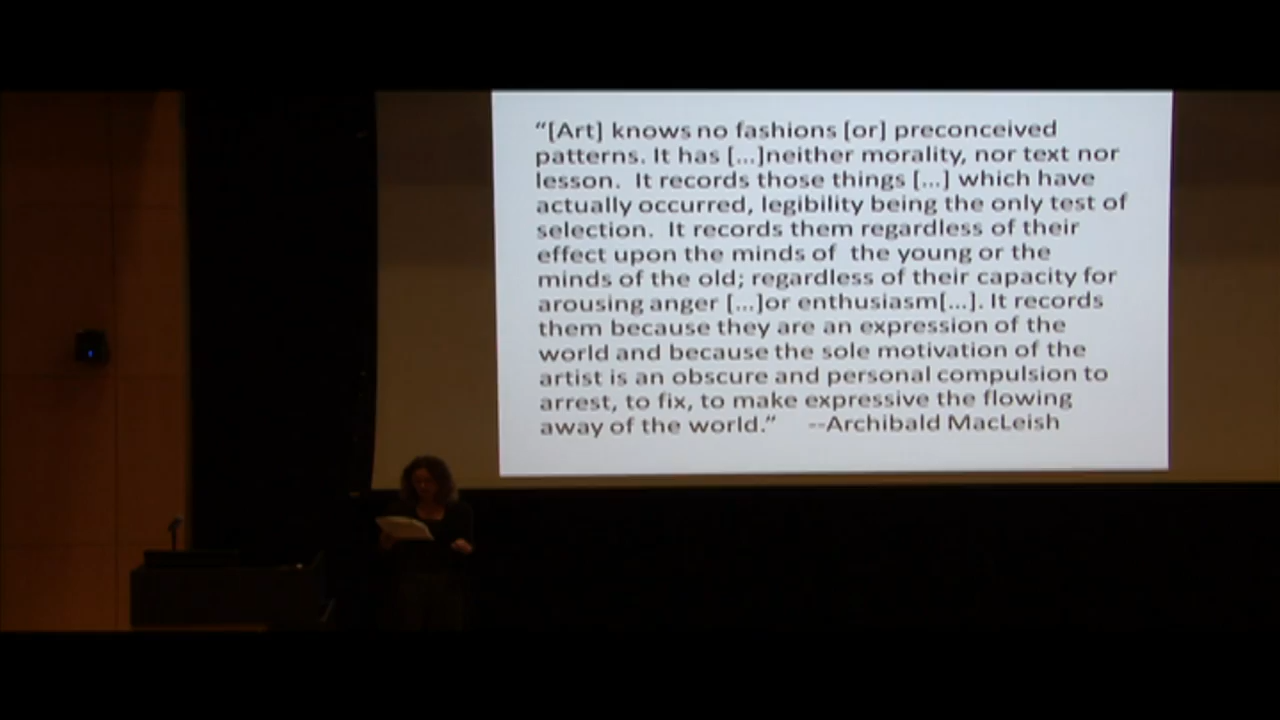 “[Art] knows no fashions [or] preconceived
patterns. It has [...]neither morality, nor text nor
lesson.  It records those things [...] which have
actually occurred, legibility being the only test of
selection.  It records them regardless of their
effect upon the minds of  the young or the
minds of the old; regardless of their capacity for
arousing anger [...]or enthusiasm[...]. It records
them because they are an expression of the
world and because the sole motivation of the
artist is an obscure and personal compulsion to
arrest, to fix, to make expressive the flowing
away of the world.”    --Archibald MacLeish